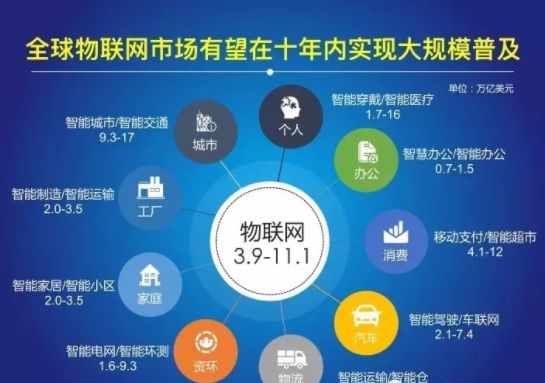 全球物联网市场有望在十年内实现大规模普及
单位：万亿美元
智能穿戴/智能医疗
1.7-16
个人
智能城市/智能交通
9.3-17
城市
智慧办公/智能办公
0.7-1.5
办公
智能制造/智能运输
2.0-3.5
工厂
物联网
3.9-11.1
移动支付/智能超市
4.1-12
消费
智能家居/智能小区
2.0-3.5
家庭
智能驾驶/车联网
2.1-7.4
汽车
智能电网/智能环测
1.6-9.3
资环
物流
智能运输/智能仓